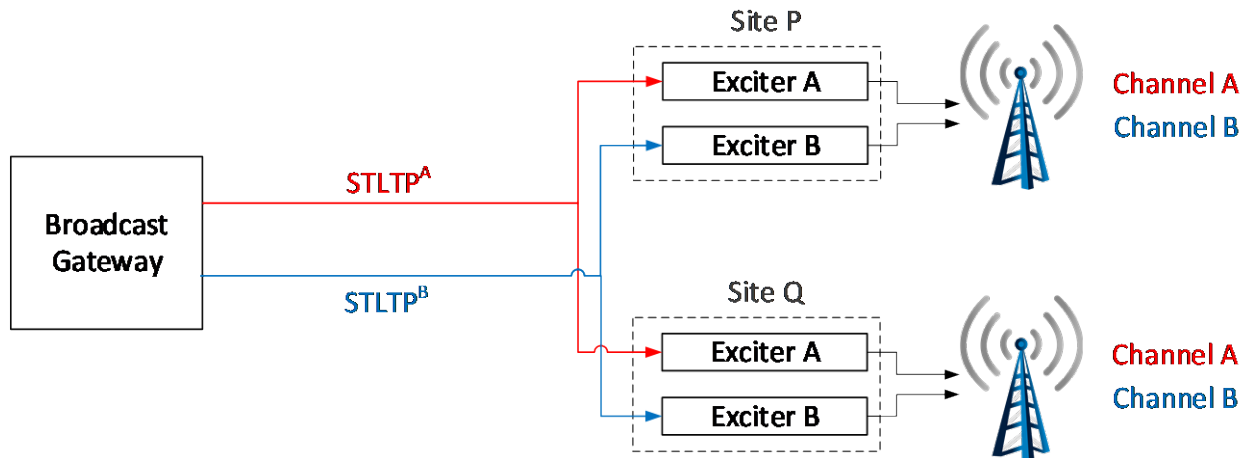 Site P
Exciter A
Exciter B
Channel A
Channel B
Broadcast
Gateway
STLTPᴬ
STLTPᴮ
Site Q
Exciter A
Exciter B
Channel A
Channel B